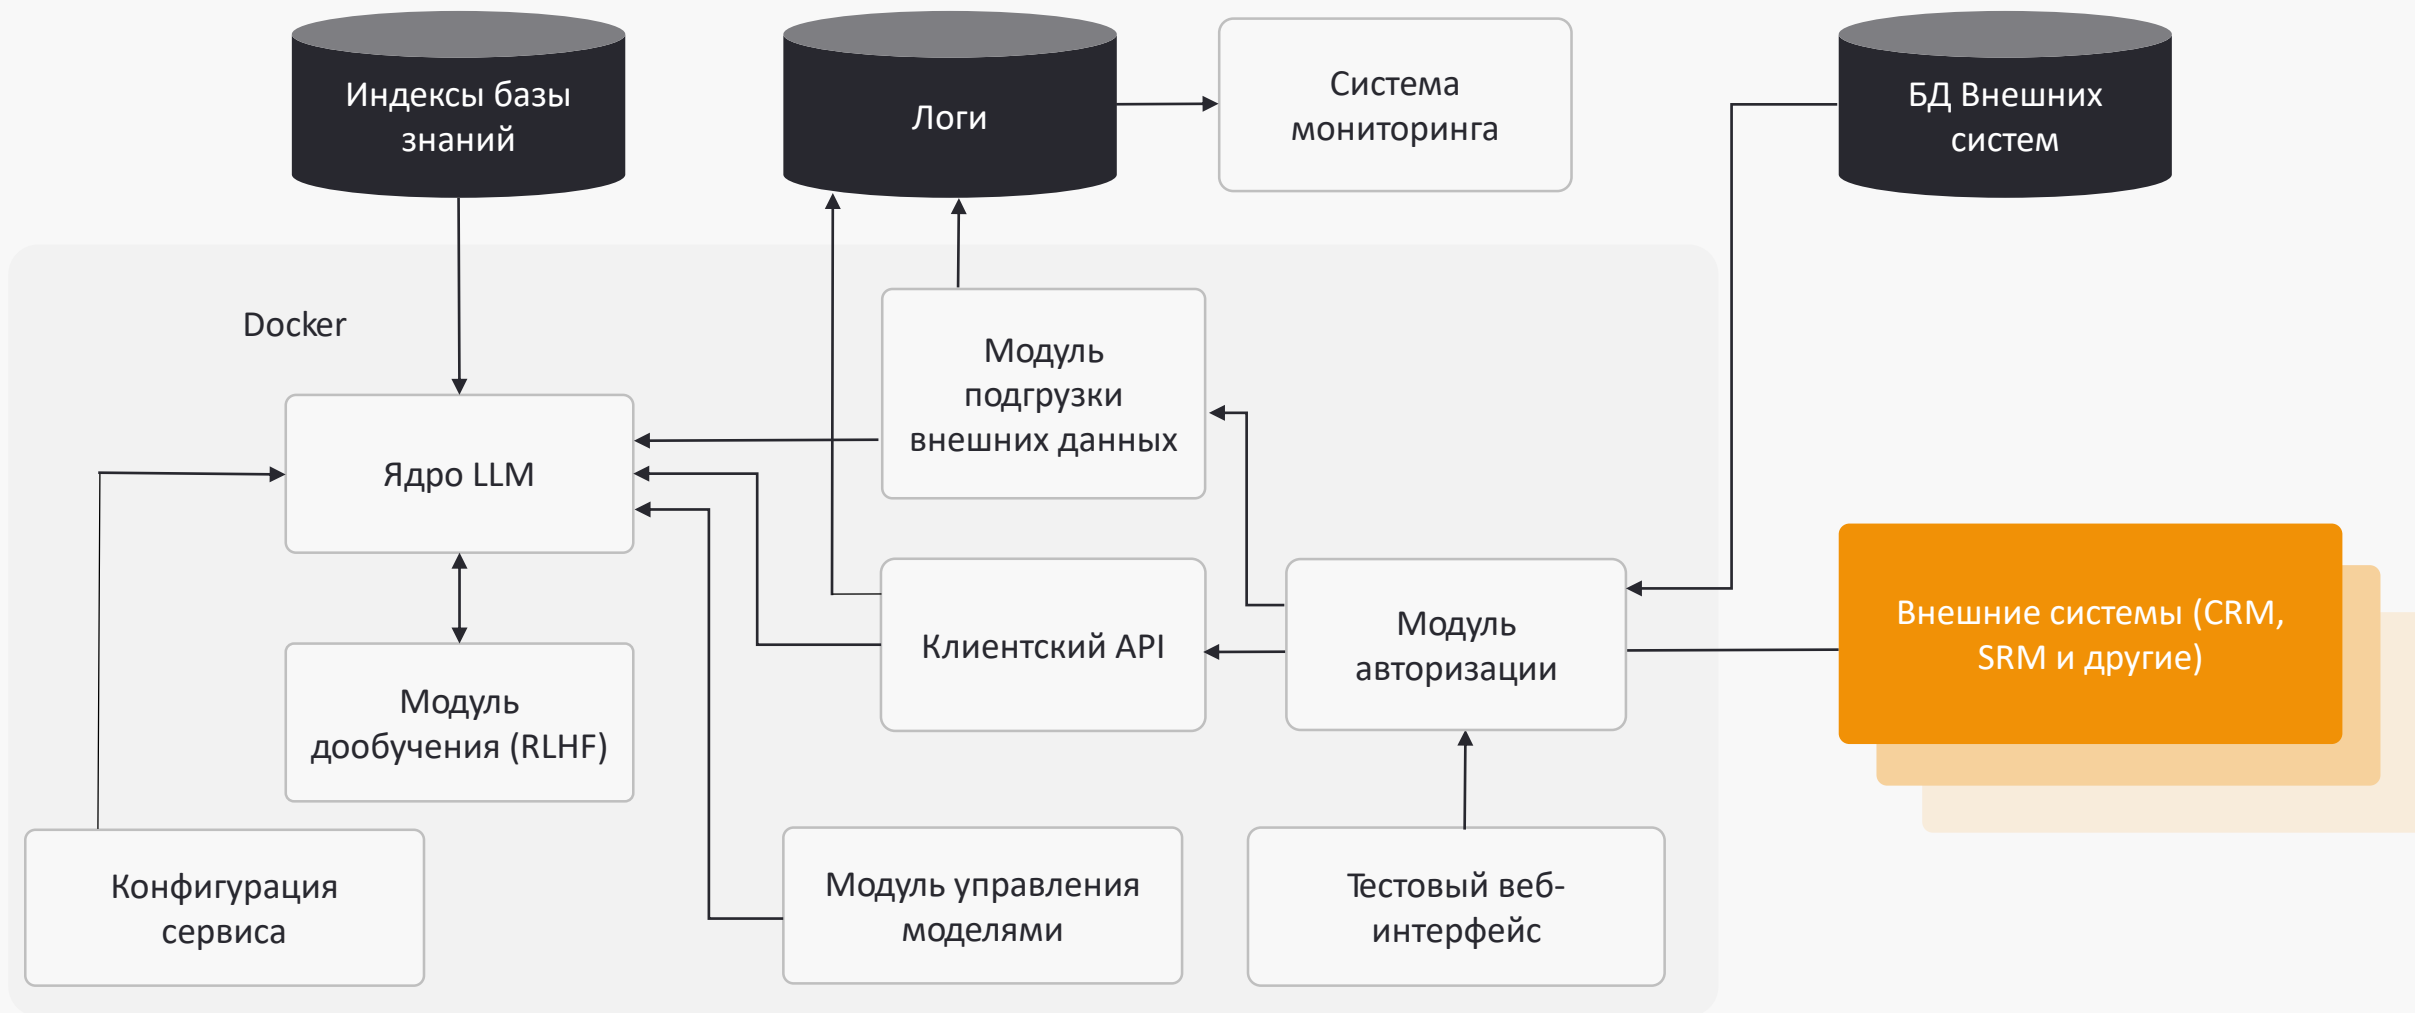 Индексы базы
знаний
Логи
Система
мониторинга
БД Внешних
систем
Docker
Модуль
подгрузки
внешних данных
Ядро LLM
Внешние системы (CRM,
SRM и другие)
Клиентский API
Модуль
авторизации
Модуль
дообучения (RLHF)
Конфигурация
сервиса
Модуль управления
моделями
Тестовый веб-
интерфейс